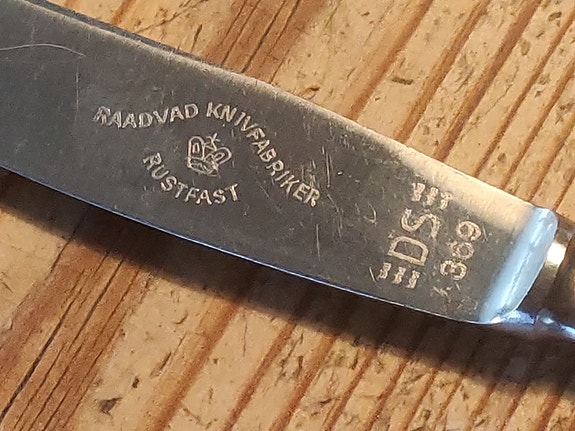 RAADVAD KNIVFABRIKER
RUSTFAST
DS
369